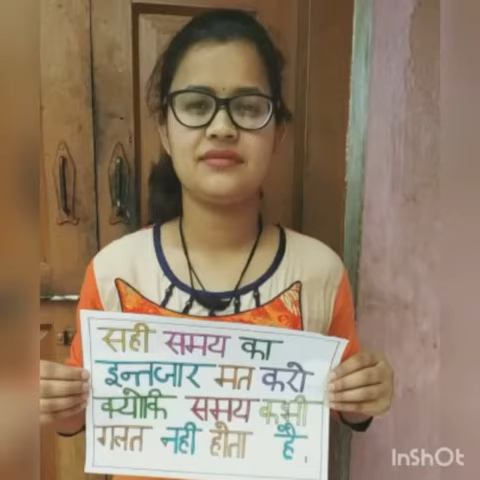 सही समय का
इन्तजार मत करो
क्योकि समय कभी
गलत नही होता है.
InShOt